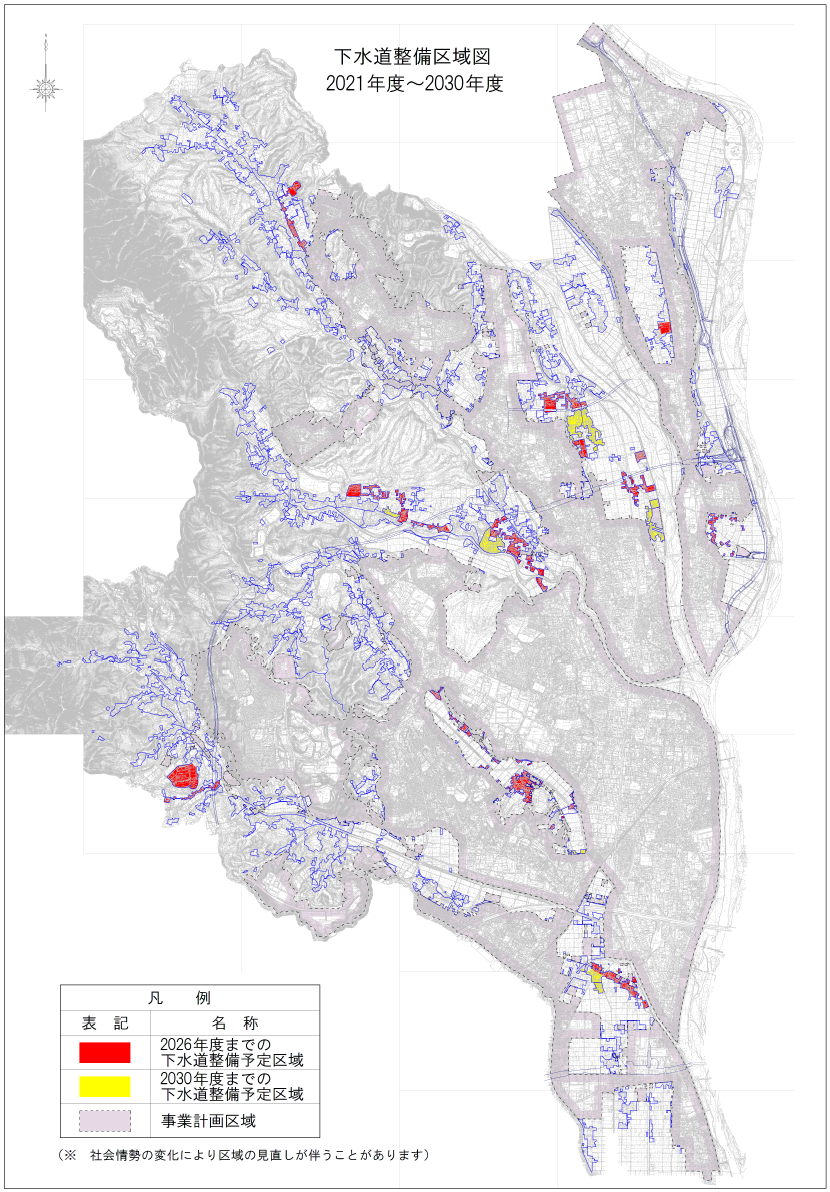 下水道整備区域図
2021年度～2030年度
凡　例
表　記　名　称
2026年度までの
下水道整備予定区域
2030年度までの
下水道整備予定区域
事業計画区域
（※　社会情勢の変化により区域の見直しが伴うことがあります）